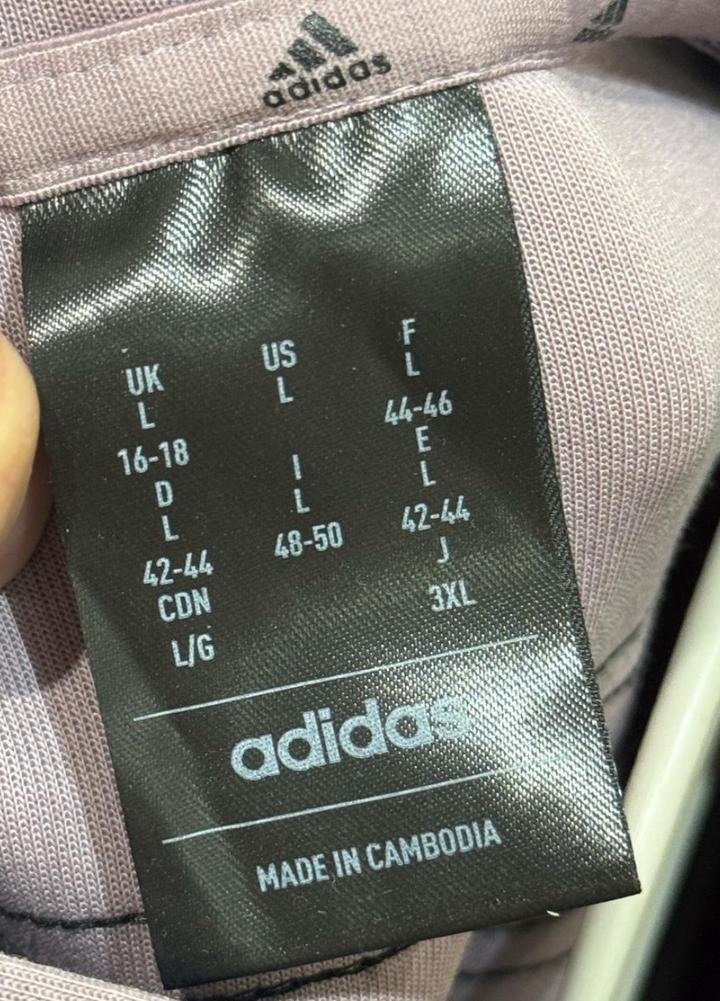 adidas
UK
L
16-18
D
L
42-44
CDN
L/G
US
L
I
L
48-50
F
L
44-46
E
L
42-44
J
3XL
adidas
MADE IN CAMBODIA